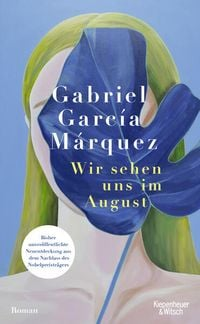 Gabriel
García
Márquez
Wir sehen
uns im
August
Bisher
unveröffentlichte
Neuentdeckung aus
dem Nachlass des
Nobelpreisträgers
Roman
Kiepenheuer
& Witsch